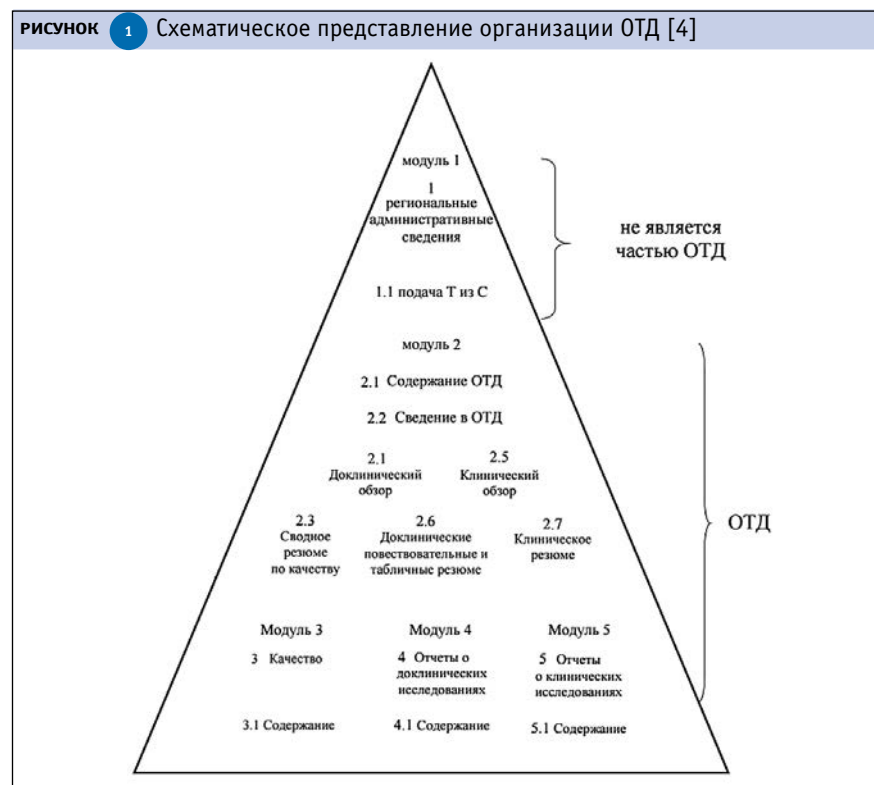 РИСУНОК 1 Схематическое представление организации ОТД [4]
модуль 1
1
региональные
административные
сведения
не является
частью ОТД
1.1 подача Т из С
модуль 2
2.1 Содержание ОТД
2.2 Сведение в ОТД
2.1
Доклинический
обзор
2.5
Клинический
обзор
2.3
Сводное
резюме
по качеству
2.6
Доклинические
повествовательные и
табличные резюме
2.7
Клиническое
резюме
ОТД
Модуль 3
3 Качество
3.1 Содержание
Модуль 4
4 Отчеты о
доклинических
исследованиях
4.1 Содержание
Модуль 5
5 Отчеты
о клинических
исследованиях
5.1 Содержание